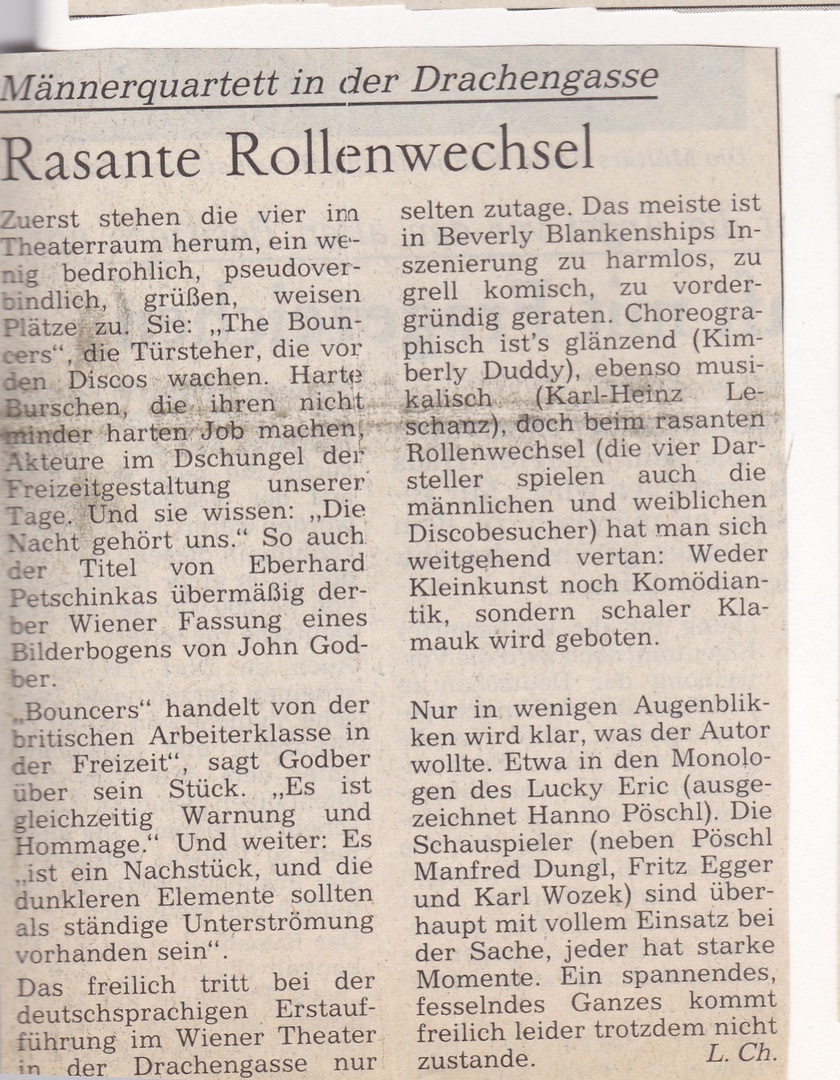 Männerquartett in der Drachengasse
Rasante Rollenwechsel
Zuerst stehen die vier im
Theaterraum herum, ein we-
nig bedrohlich, pseudover-
bindlich, grüßen, weisen
Plätze zu. Sie: „The Boun-
cers“, die Türsteher, die vor
den Discos wachen. Harte
Burschen, die ihren nicht
minder harten Job machen,
Akteure im Dschungel der
Freizeitgestaltung unserer
Tage. Und sie wissen: „Die
Nacht gehört uns.“ So auch
der Titel von Eberhard
Petschinkas übermäßig der-
ber Wiener Fassung eines
Bilderbogens von John God-
ber.
„Bouncers“ handelt von der
britischen Arbeiterklasse in
der Freizeit“, sagt Godber
über sein Stück. „Es ist
gleichzeitig Warnung und
Hommage.“ Und weiter: Es
„ist ein Nachstück, und die
dunkleren Elemente sollten
als ständige Unterströmung
vorhanden sein“.
Das freilich tritt bei der
deutschsprachigen Erstauf-
führung im Wiener Theater
in der Drachengasse nur
selten zutage. Das meiste ist
in Beverly Blankenships In-
szenierung zu harmlos, zu
grell komisch, zu vorder-
gründig geraten. Choreogra-
phisch ist's glänzend (Kim-
berly Duddy), ebenso musi-
kalisch (Karl-Heinz Le-
schanz), doch beim rasanten
Rollenwechsel (die vier Dar-
steller spielen auch die
männlichen und weiblichen
Discobesucher) hat man sich
weitgehend vertan: Weder
Kleinkunst noch Komödian-
tik, sondern schaler Kla-
mauk wird geboten.
Nur in wenigen Augenblik-
ken wird klar, was der Autor
wollte. Etwa in den Monolo-
gen des Lucky Eric (ausge-
zeichnet Hanno Pöschl). Die
Schauspieler (neben Pöschl
Manfred Dungl, Fritz Egger
und Karl Wozek) sind über-
haupt mit vollem Einsatz bei
der Sache, jeder hat starke
Momente. Ein spannendes,
fesselndes Ganzes kommt
freilich leider trotzdem nicht
zustande. L. Ch.